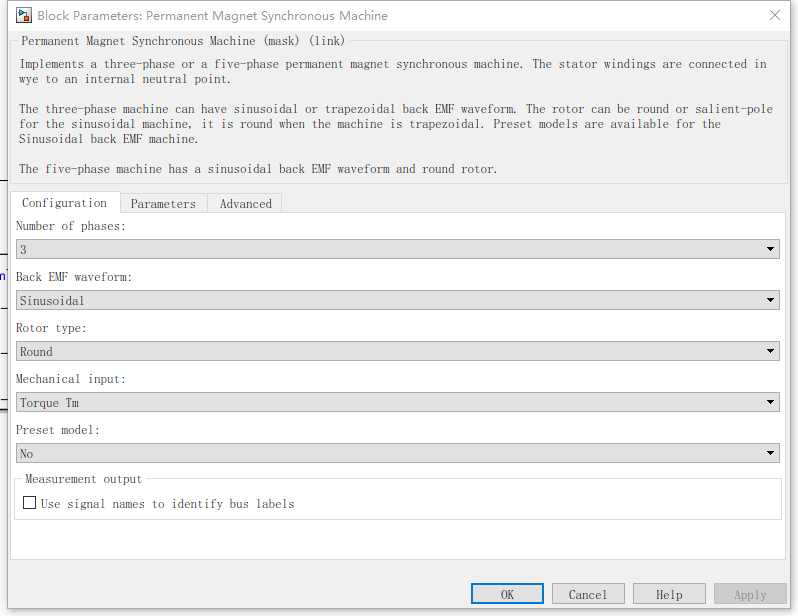 Block Parameters: Permanent Magnet Synchronous Machine
Permanent Magnet Synchronous Machine (mask) (link)
Implements a three-phase or a five-phase permanent magnet synchronous machine. The stator windings are connected in
wye to an internal neutral point.
The three-phase machine can have sinusoidal or trapezoidal back EMF waveform. The rotor can be round or salient-pole
for the sinusoidal machine, it is round when the machine is trapezoidal. Preset models are available for the
Sinusoidal back EMF machine.
The five-phase machine has a sinusoidal back EMF waveform and round rotor.
Configuration Parameters Advanced
Number of phases:
3
Back EMF waveform:
Sinusoidal
Rotor type:
Round
Mechanical input:
Torque Tm
Preset model:
No
Measurement output
Use signal names to identify bus labels
OK Cancel Help Apply